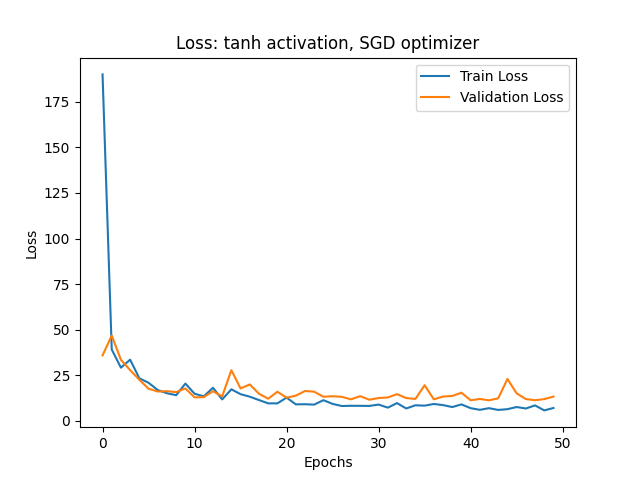 Loss: tanh activation, SGD optimizer
Train Loss
Validation Loss
175
150
125
100
75
50
25
0
Loss
0 10 20 30 40 50
Epochs